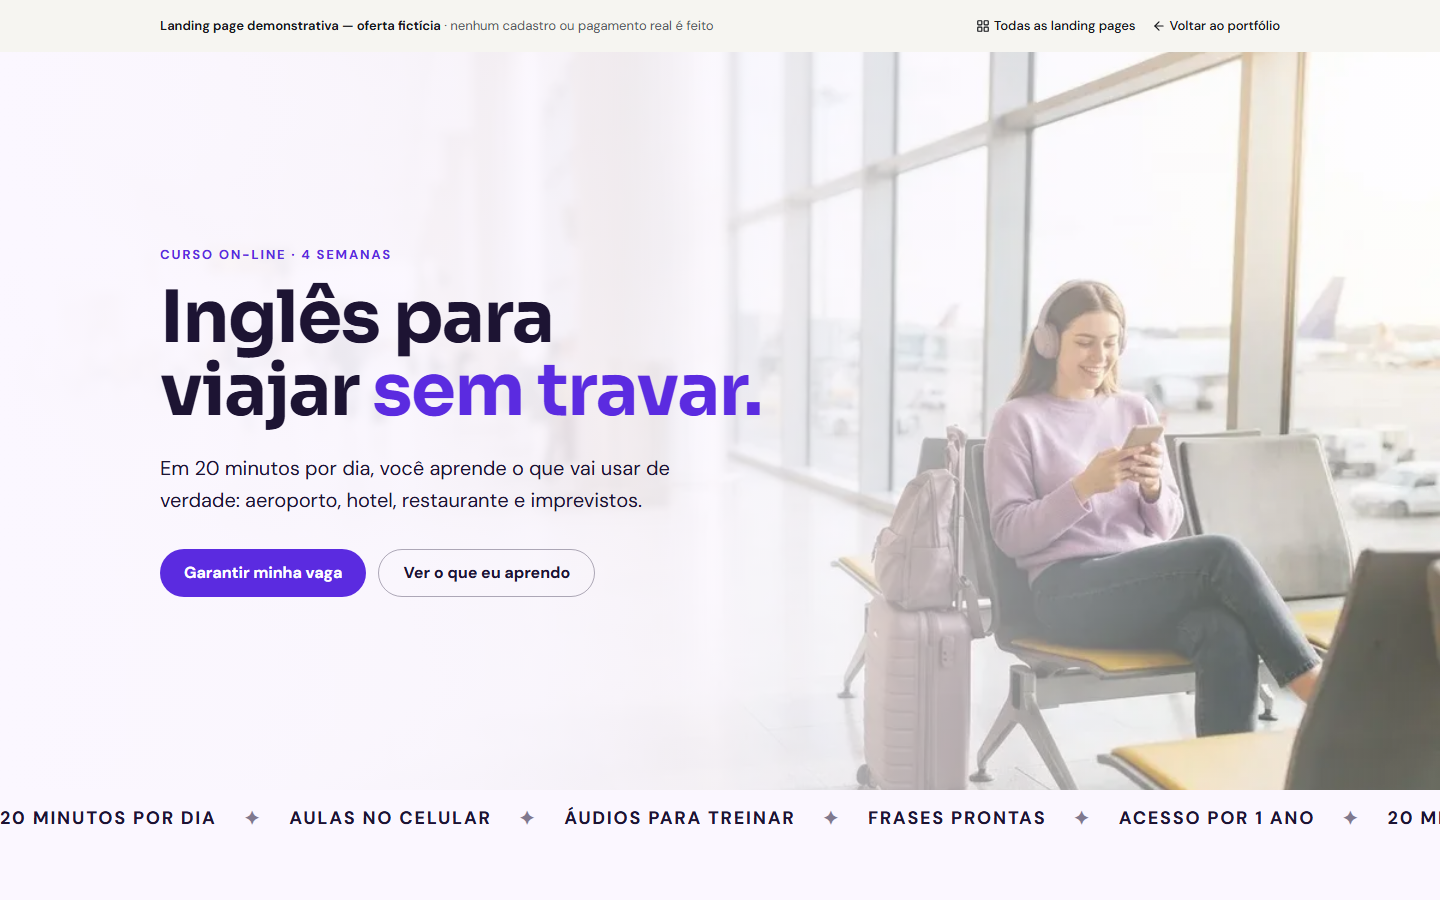 Landing page demonstrativa — oferta fictícia · nenhum cadastro ou pagamento real é feito
Todas as landing pages
Voltar ao portfólio
CURSO ON-LINE · 4 SEMANAS
Inglês para
viajar sem travar.
Em 20 minutos por dia, você aprende o que vai usar de
verdade: aeroporto, hotel, restaurante e imprevistos.
Garantir minha vaga
Ver o que eu aprendo
20 MINUTOS POR DIA ✦ AULAS NO CELULAR ✦ ÁUDIOS PARA TREINAR ✦ FRASES PRONTAS ✦ ACESSO POR 1 ANO ✦ 20